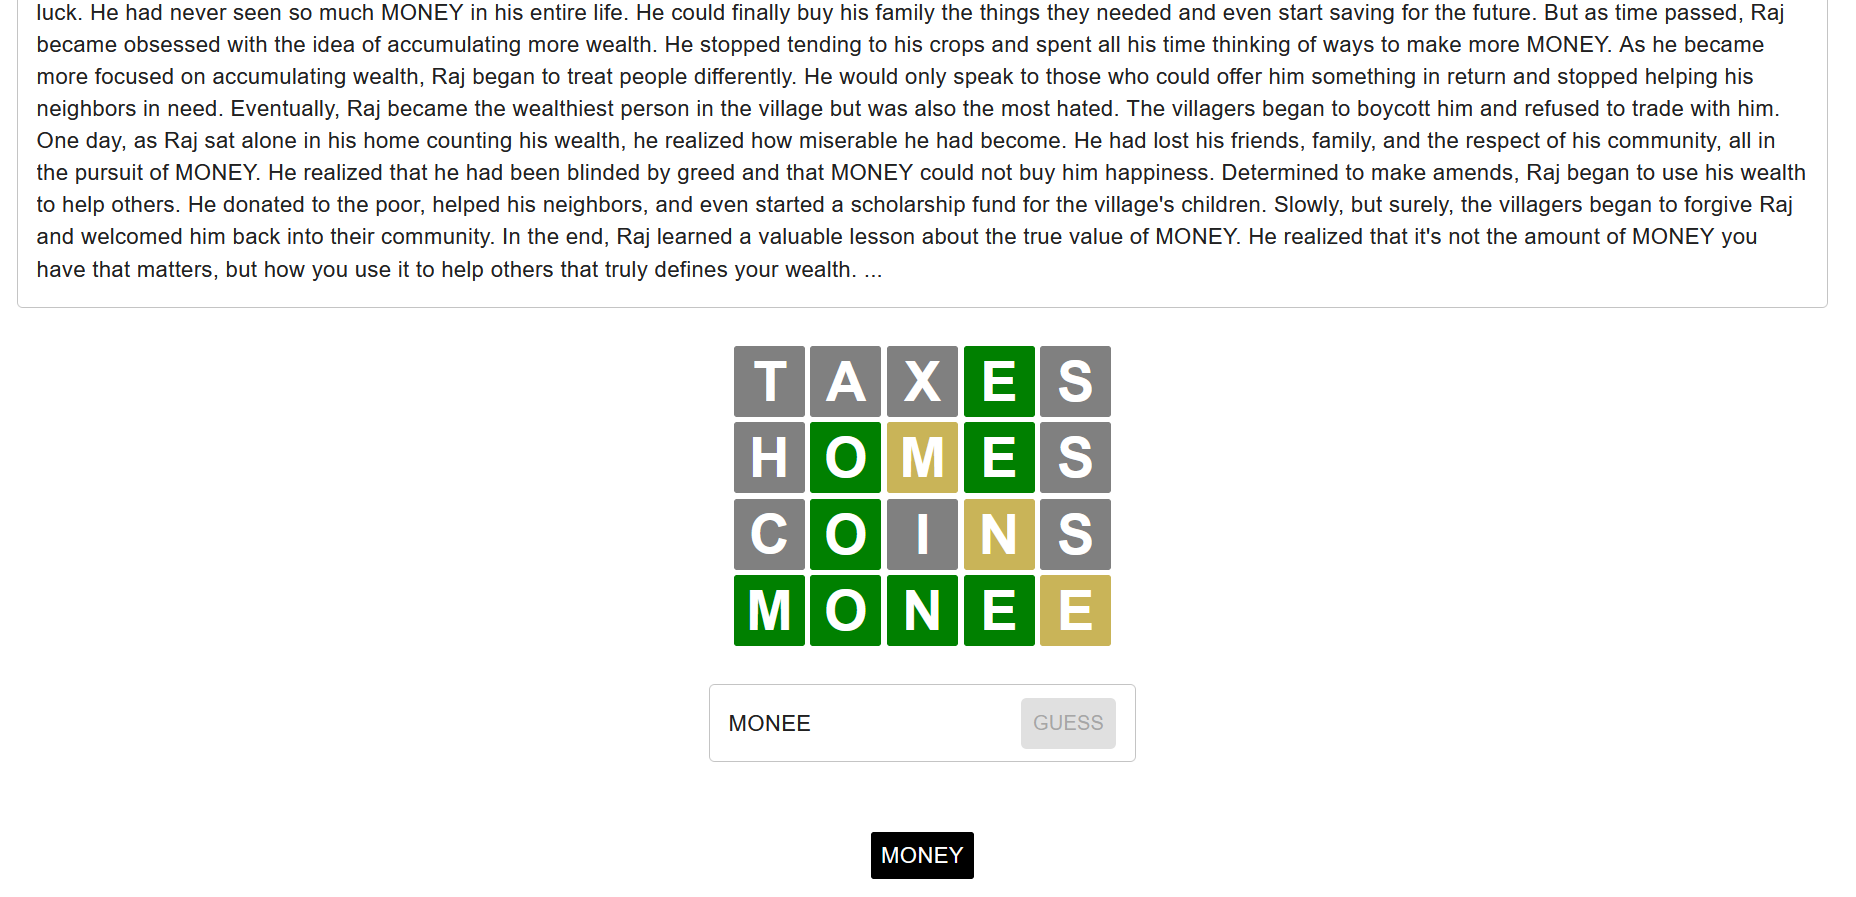 luck. He had never seen so much MONEY in his entire life. He could finally buy his family the things they needed and even start saving for the future. But as time passed, Raj
became obsessed with the idea of accumulating more wealth. He stopped tending to his crops and spent all his time thinking of ways to make more MONEY. As he became
more focused on accumulating wealth, Raj began to treat people differently. He would only speak to those who could offer him something in return and stopped helping his
neighbors in need. Eventually, Raj became the wealthiest person in the village but was also the most hated. The villagers began to boycott him and refused to trade with him.
One day, as Raj sat alone in his home counting his wealth, he realized how miserable he had become. He had lost his friends, family, and the respect of his community, all in
the pursuit of MONEY. He realized that he had been blinded by greed and that MONEY could not buy him happiness. Determined to make amends, Raj began to use his wealth
to help others. He donated to the poor, helped his neighbors, and even started a scholarship fund for the village's children. Slowly, but surely, the villagers began to forgive Raj
and welcomed him back into their community. In the end, Raj learned a valuable lesson about the true value of MONEY. He realized that it's not the amount of MONEY you
have that matters, but how you use it to help others that truly defines your wealth. ...
T A X E S
H O M E S
C O I N S
M O N E E
MONEE GUESS
MONEY